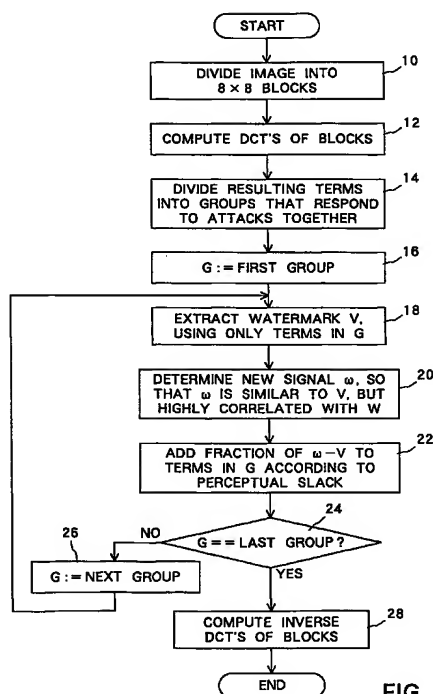 START
10
DIVIDE IMAGE INTO
8 × 8 BLOCKS
12
COMPUTE DCT'S OF BLOCKS
14
DIVIDE RESULTING TERMS
INTO GROUPS THAT RESPOND
TO ATTACKS TOGETHER
16
G := FIRST GROUP
18
EXTRACT WATERMARK V,
USING ONLY TERMS IN G
20
DETERMINE NEW SIGNAL ω, SO
THAT ω IS SIMILAR TO V, BUT
HIGHLY CORRELATED WITH W
22
ADD FRACTION OF ω-V TO
TERMS IN G ACCORDING TO
PERCEPTUAL SLACK
24
G == LAST GROUP?
NO
26
G := NEXT GROUP
YES
28
COMPUTE INVERSE
DCT'S OF BLOCKS
END
FIG